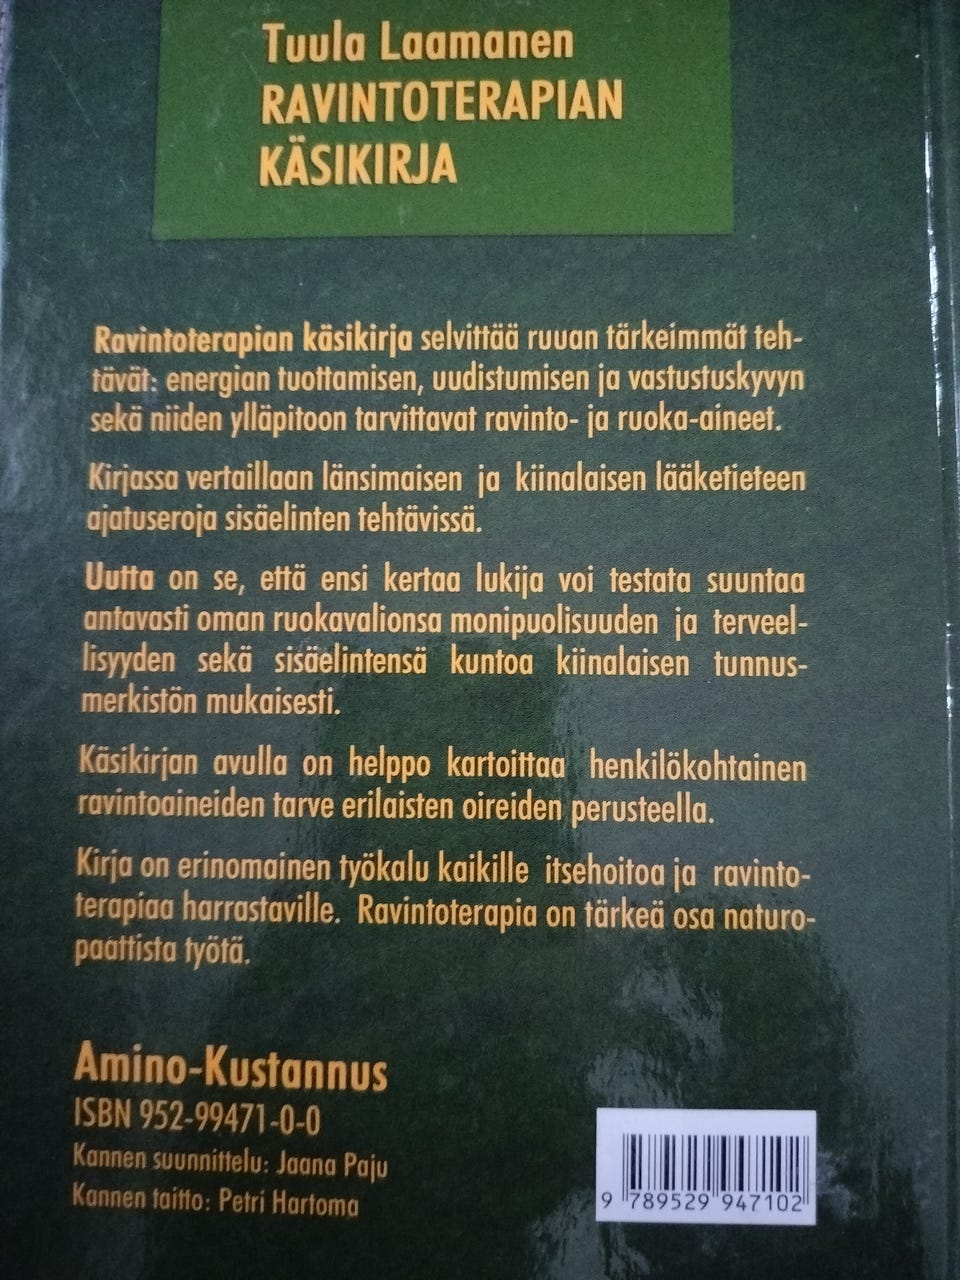 Tuula Laamanen
RAVINTOTERAPIAN
KÄSIKIRJA
Ravintoterapian käsikirja selvittää ruuan tärkeimmät teh-
tävät: energian tuottamisen, uudistumisen ja vastustuskyvyn
sekä niiden ylläpitoon tarvittavat ravinto- ja ruoka-aineet.
Kirjassa vertaillaan länsimaisen ja kiinalaisen lääketieteen
ajatuseroja sisäelinten tehtävissä.
Uutta on se, että ensi kertaa lukija voi testata suuntaa
antavasti oman ruokavalionsa monipuolisuuden ja terveel-
lisyyden sekä sisäelintensä kuntoa kiinalaisen tunnus-
merkistön mukaisesti.
Käsikirjan avulla on helppo kartoittaa henkilökohtainen
ravintoaineiden tarve erilaisten oireiden perusteella.
Kirja on erinomainen työkalu kaikille itsehoitoa ja ravinto-
terapiaa harrastaville. Ravintoterapia on tärkeä osa naturo-
paattista työtä.
Amino-Kustannus
ISBN 952-99471-0-0
Kannen suunnittelu: Jaana Paju
Kannen taitto: Petri Hartoma
9 789529 947102